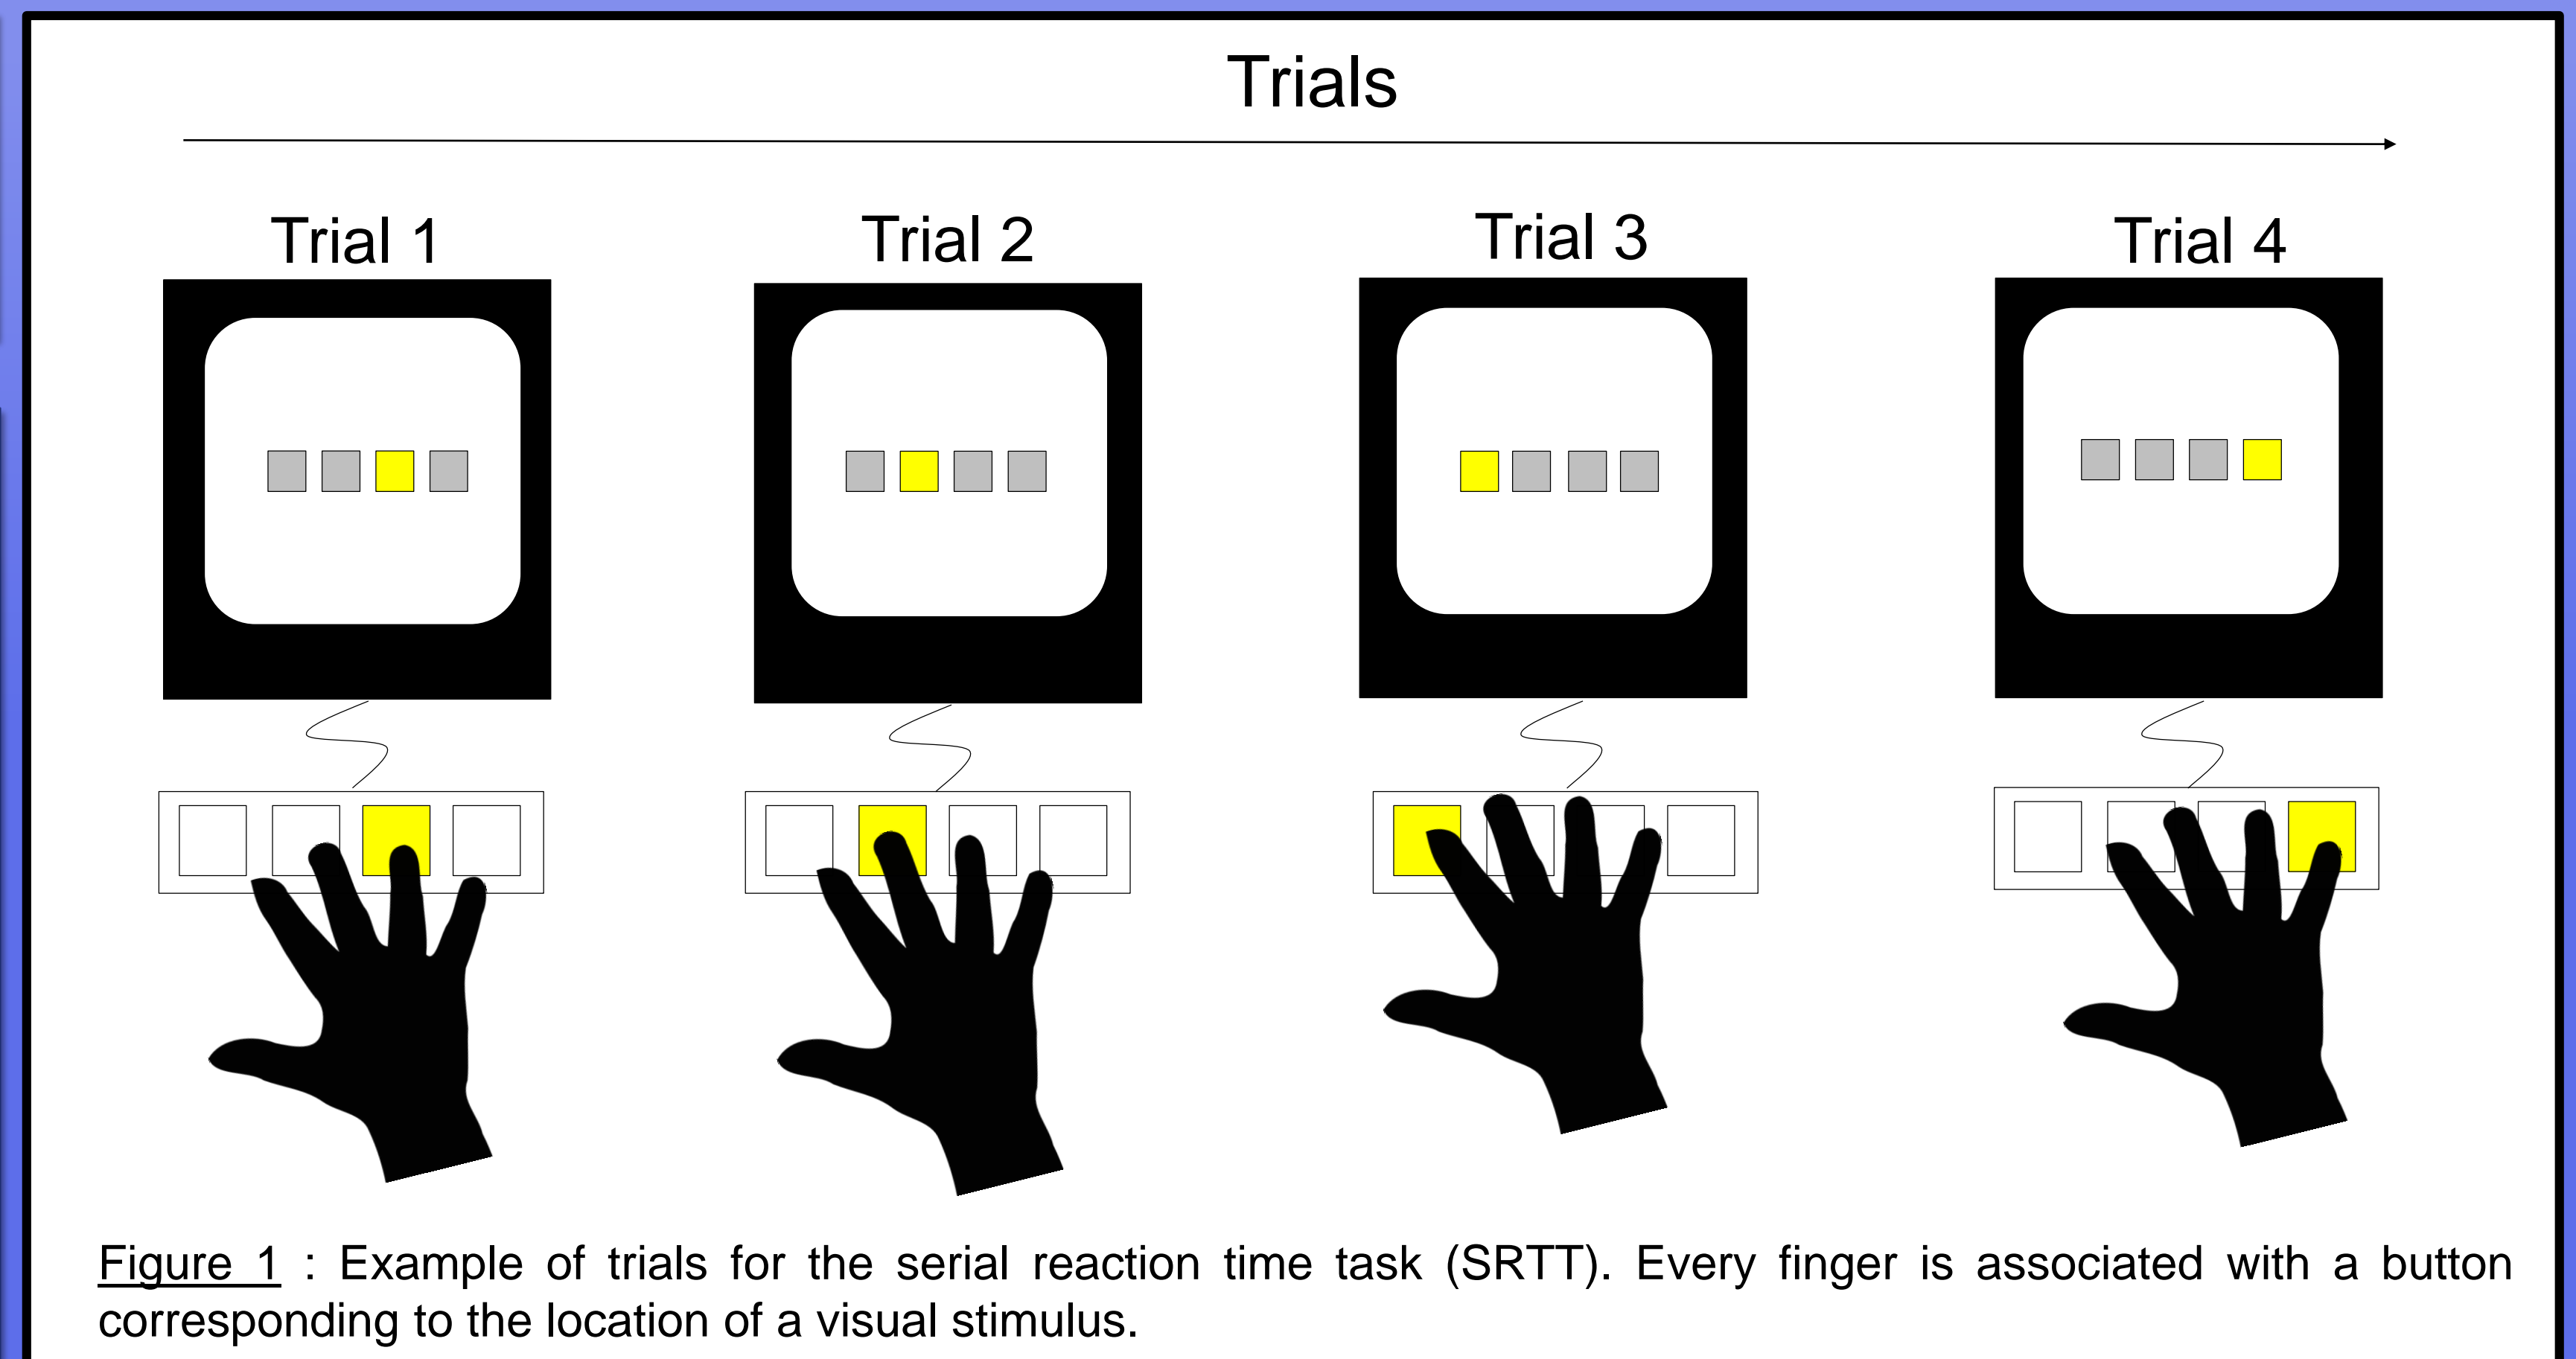 Trials
Trial 1
Trial 2
Trial 3
Trial 4
Figure 1 : Example of trials for the serial reaction time task (SRTT). Every finger is associated with a button
corresponding to the location of a visual stimulus.